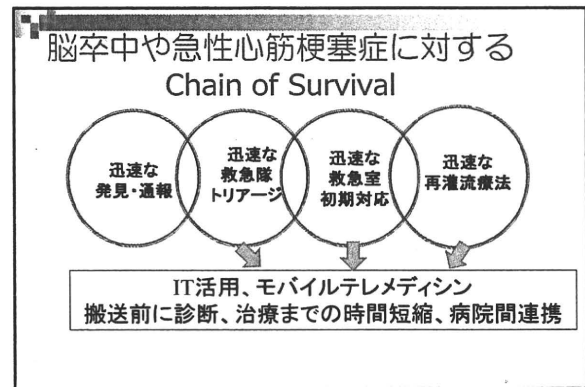 脳卒中や急性心筋梗塞症に対する
Chain of Survival
迅速な
発見・通報
迅速な
救急隊
トリアージ
迅速な
救急室
初期対応
迅速な
再灌流療法
IT活用、モバイルテレメディシン
搬送前に診断、治療までの時間短縮、病院間連携